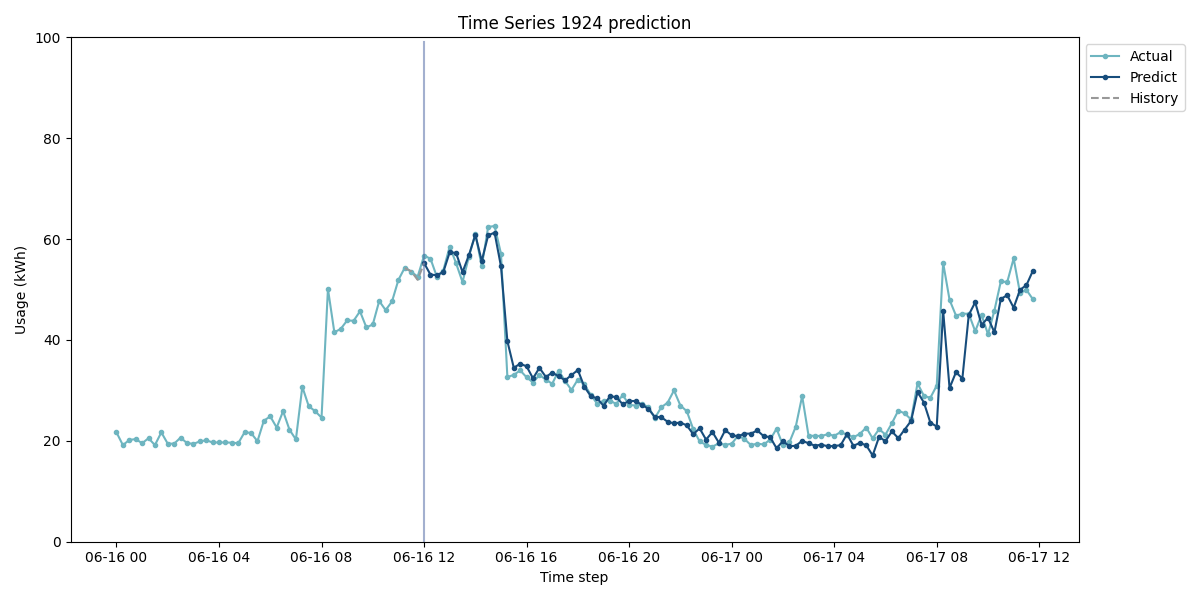 Time Series 1924 prediction
100
80
60
40
20
0
Usage (kWh)
06-16 00
06-16 04
06-16 08
06-16 12
06-16 16
06-16 20
06-17 00
06-17 04
06-17 08
06-17 12
Time step
Actual
Predict
History